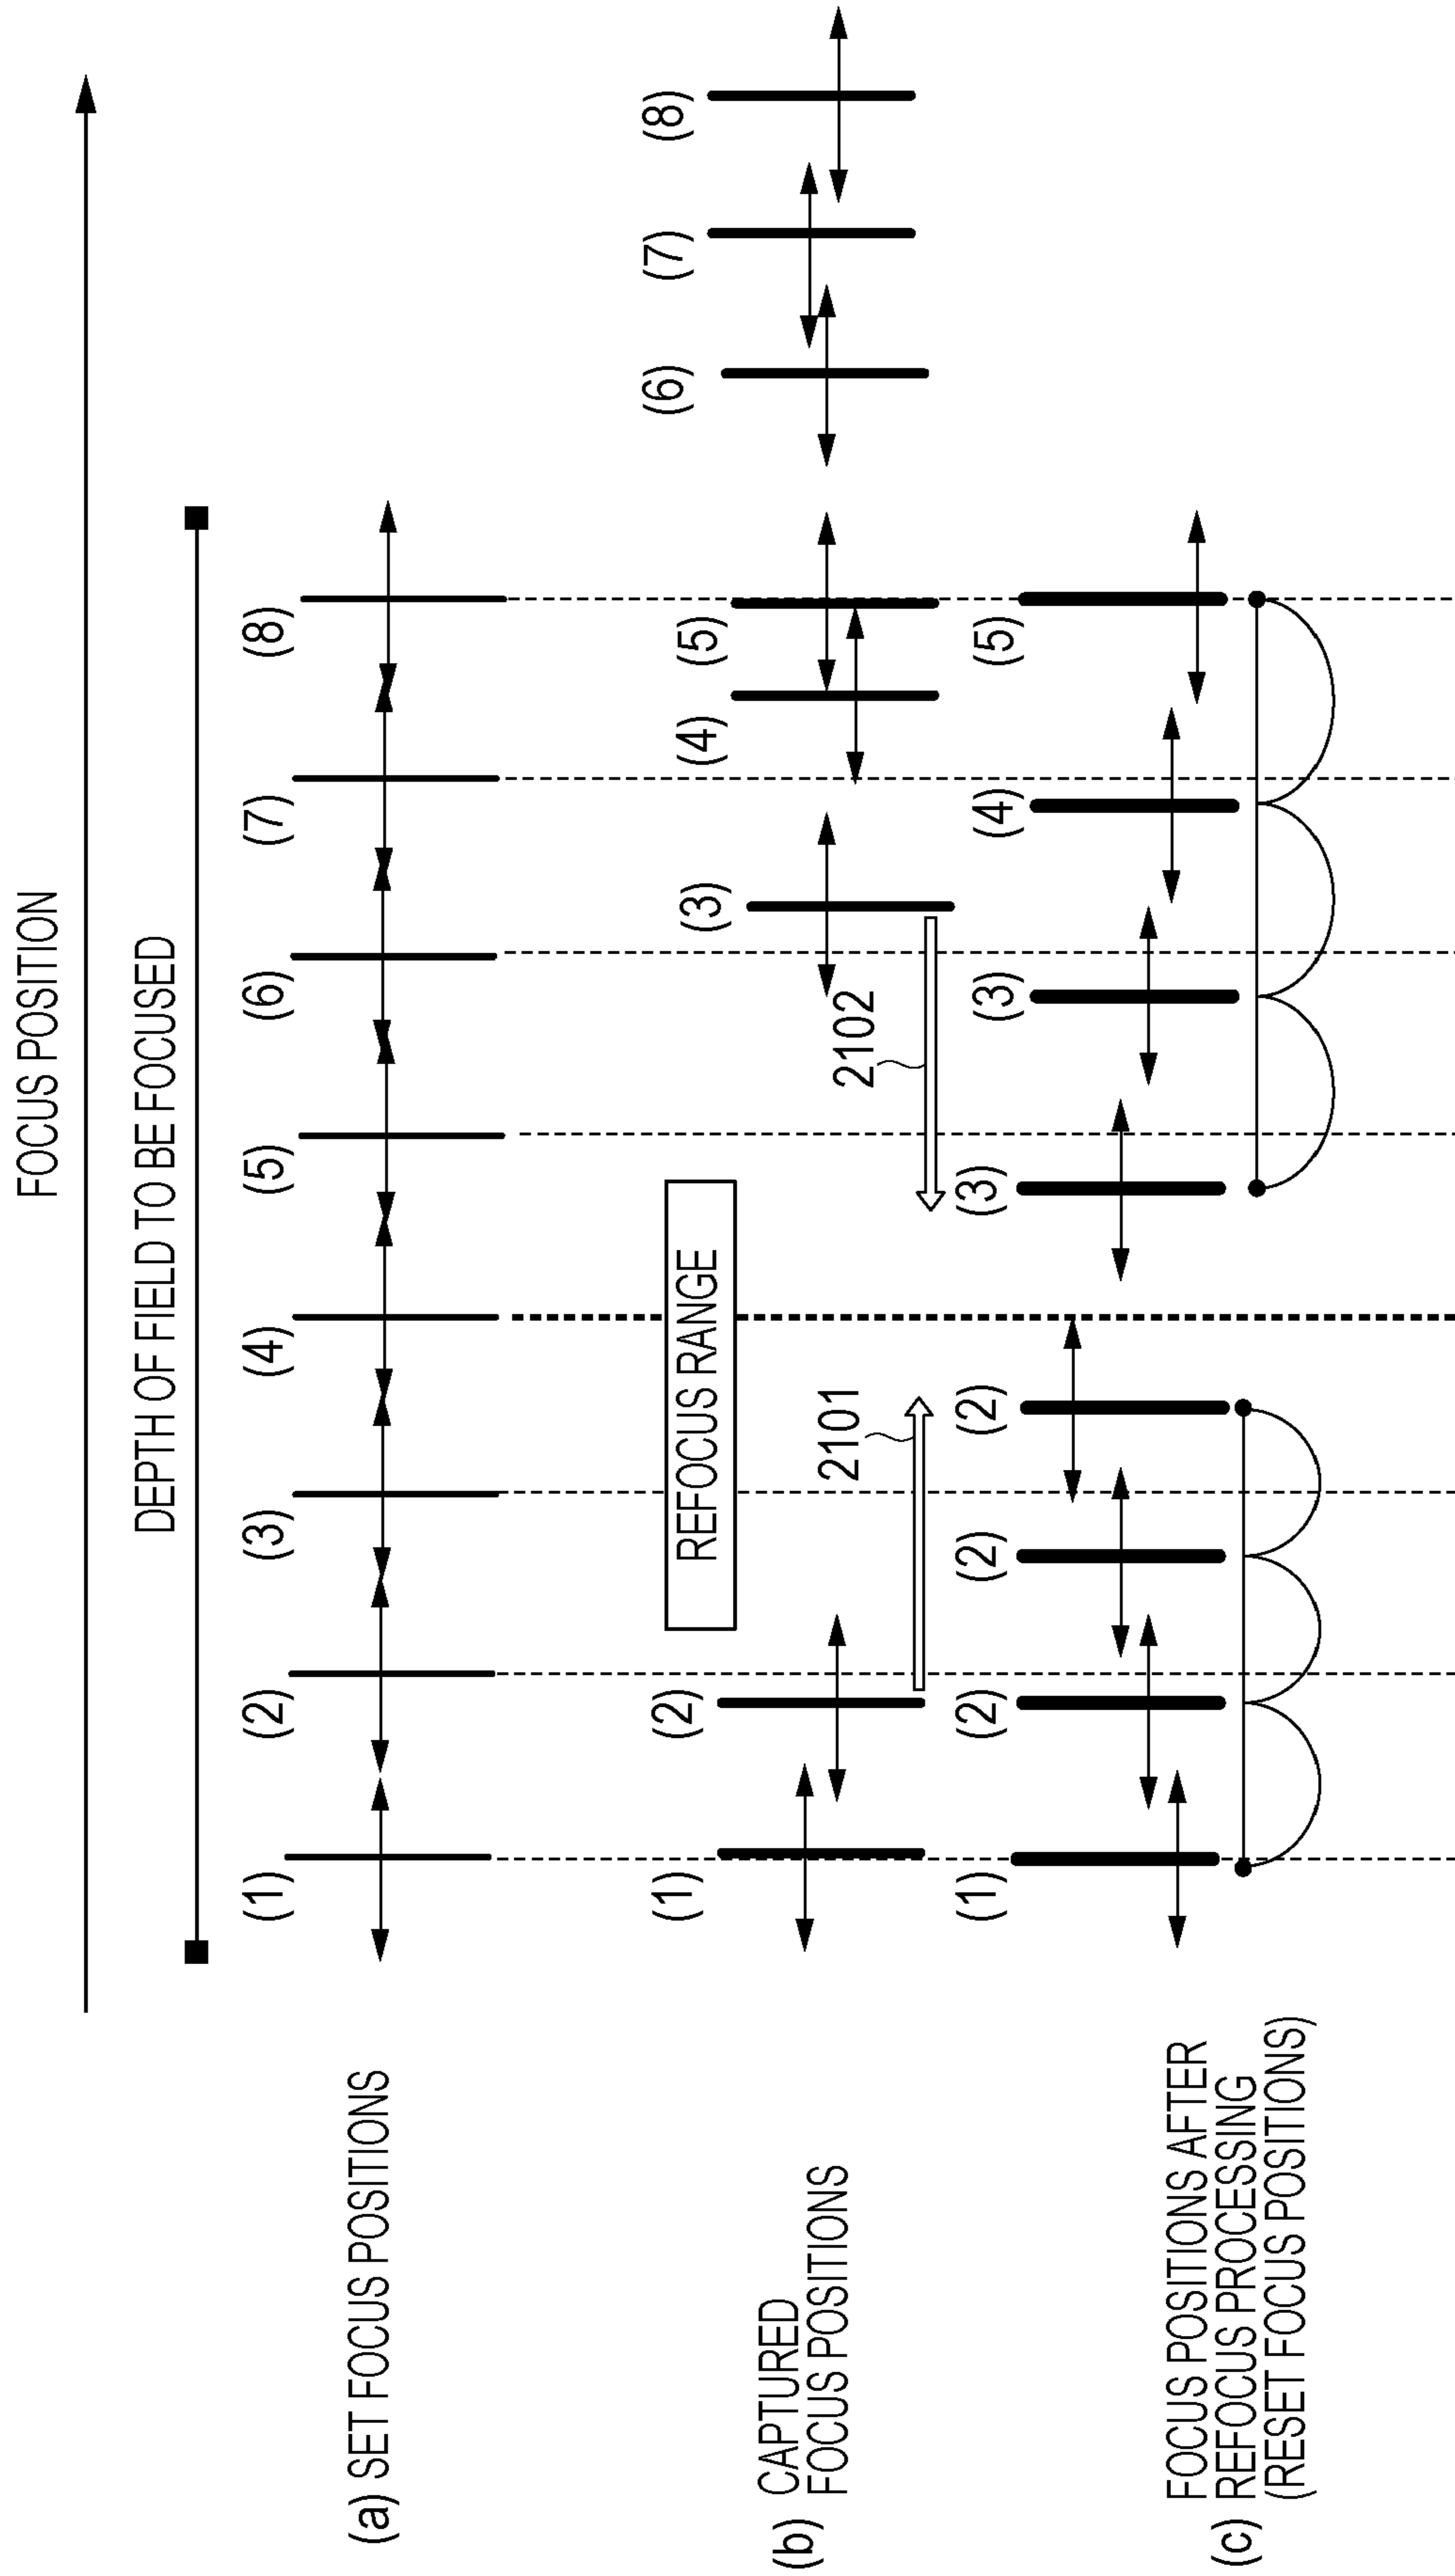 FOCUS POSITION
DEPTH OF FIELD TO BE FOCUSED
(a) SET FOCUS POSITIONS
(1) (2) (3) (4) (5) (6) (7) (8)
(b) CAPTURED
FOCUS POSITIONS
(1) (2) (3) (4) (5) (6) (7) (8)
REFOCUS RANGE
2101
2102
(c) FOCUS POSITIONS AFTER
REFOCUS PROCESSING
(RESET FOCUS POSITIONS)
(1) (2) (2) (2) (3) (3) (4) (5)